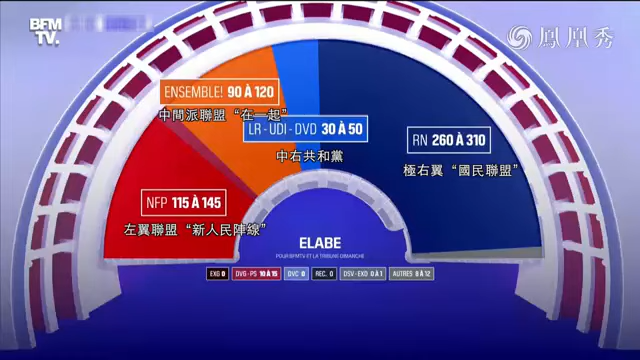 BFM
TV.
鳳凰秀
ENSEMBLE! 90 À 120
中間派聯盟“在一起”
LR - UDI - DVD 30 À 50
中右共和黨
RN 260 À 310
極右翼“國民聯盟”
NFP 115 À 145
左翼聯盟“新人民陣線”
ELABE
POUR BFMTV ET LA TRIBUNE DIMANCHE
EXG 0
DVG - PS 10 À 15
DVC 0
REC. 0
DSV - EXD 0 À 1
AUTRES 8 À 12